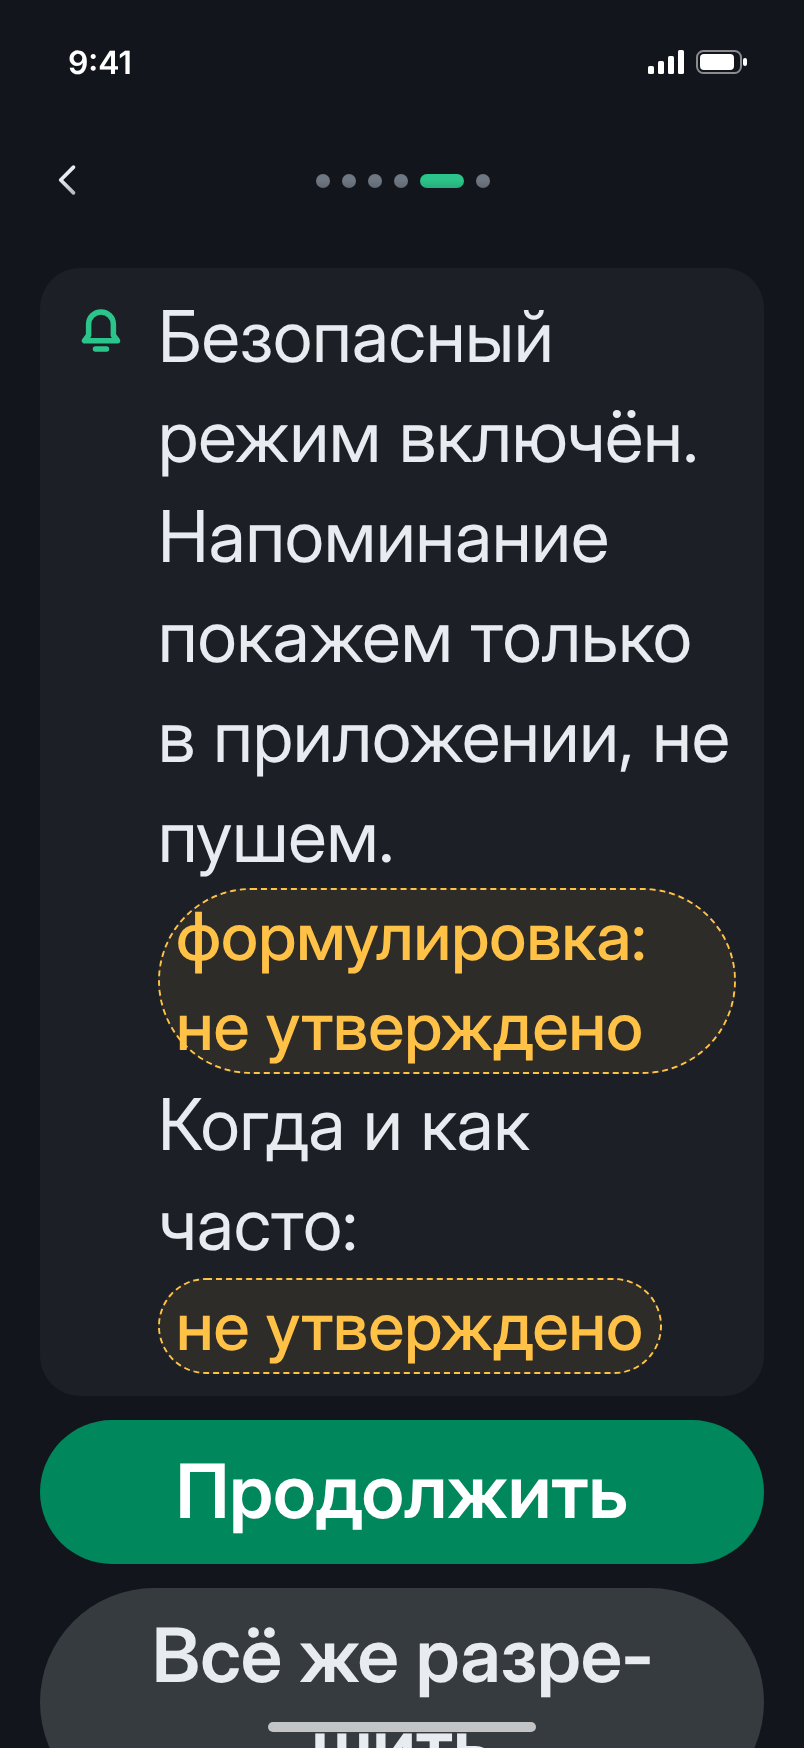 9:41
Безопасный
режим включён.
Напоминание
покажем только
в приложении, не
пушем.
формулировка:
не утверждено
Когда и как
часто:
не утверждено
Продолжить
Всё же разре-
шить